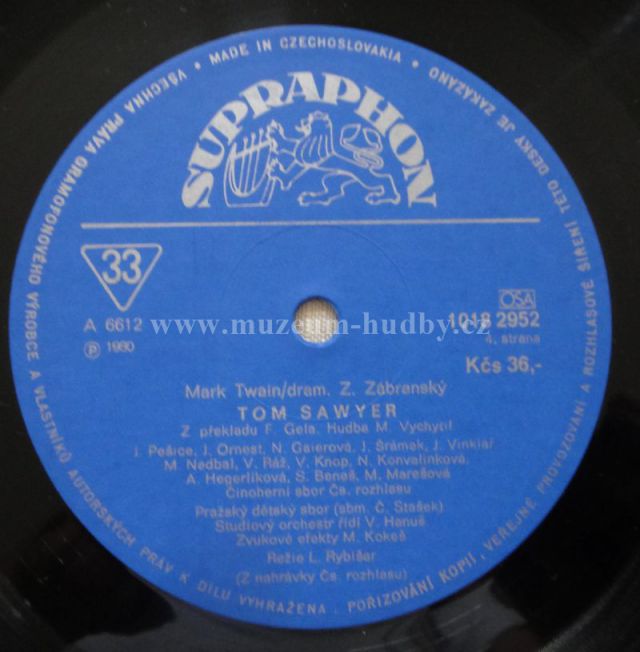 VŠECHNA PRÁVA GRAMOFONOVÉHO VÝROBCE A VLASTNÍKŮ AUTORSKÝCH PRÁV K DÍLU VYHRAŽENA . POŘIZOVÁNÍ KOPIÍ , VEŘEJNÉ PROVOZOVÁNÍ A ROZHLASOVÉ ŠÍŘENÍ TÉTO DESKY JE ZAKÁZÁNO • MADE IN CZECHOSLOVAKIA •
SUPRAPHON
33
A 6612
℗ 1980
www.muzeum-hudby.cz
OSA
1018 2952
4. strana
Kčs 36,-
Mark Twain/dram. Z. Zábranský
TOM SAWYER
Z překladu F. Gela. Hudba M. Vychytil
J. Pešice, J. Ornest, N. Gaierová, J. Šrámek, J. Vinklář
M. Nedbal, V. Ráž, V. Knop, N. Konvalinková,
A. Hegerlíková, S. Beneš, M. Marešová
Činoherní sbor Čs. rozhlasu
Pražský dětský sbor (sbm. Č. Stašek)
Studiový orchestr řídí V. Hanuš
Zvukové efekty M. Kokeš
Režie L. Rybišar
(Z nahrávky Čs. rozhlasu)